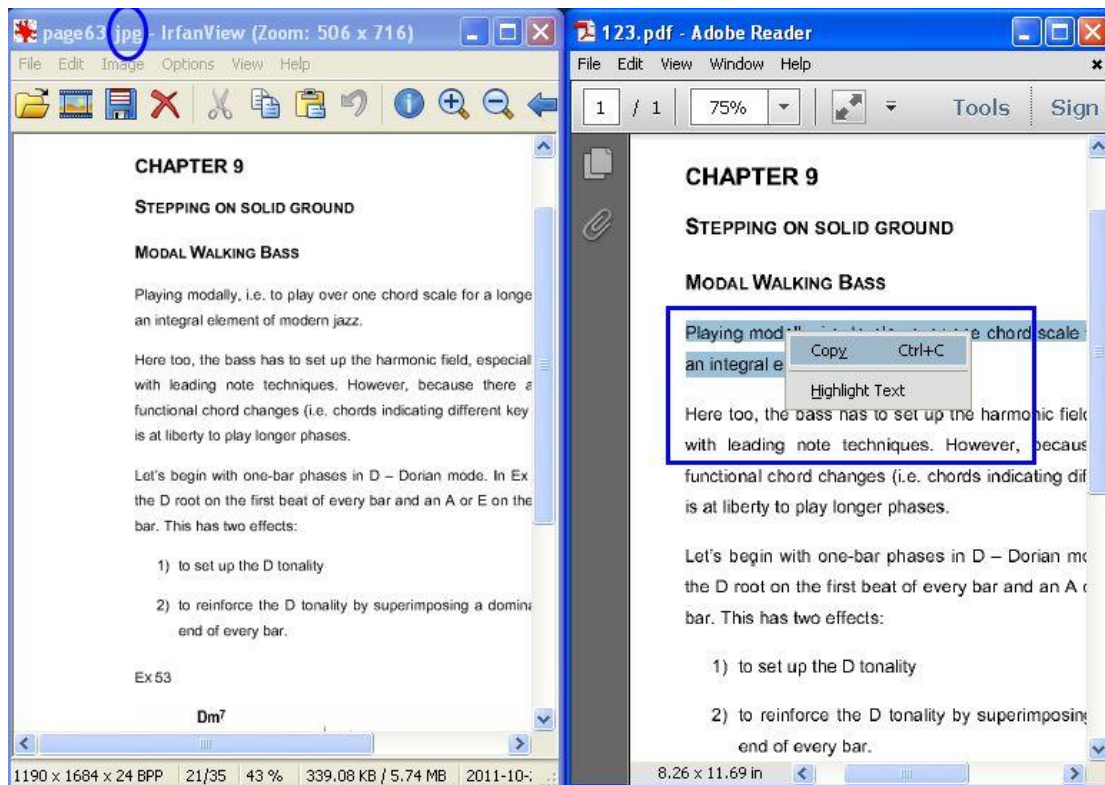 page63.jpg - IrfanView (Zoom: 506 x 716)
File Edit Image Options View Help
CHAPTER 9
STEPPING ON SOLID GROUND
MODAL WALKING BASS
Playing modally, i.e. to play over one chord scale for a longe
an integral element of modern jazz.
Here too, the bass has to set up the harmonic field, especial
with leading note techniques. However, because there a
functional chord changes (i.e. chords indicating different key
is at liberty to play longer phases.
Let's begin with one-bar phases in D – Dorian mode. In Ex
the D root on the first beat of every bar and an A or E on the
bar. This has two effects:
1) to set up the D tonality
2) to reinforce the D tonality by superimposing a domina
end of every bar.
Ex 53
Dm7
1190 x 1684 x 24 BPP 21/35 43 % 339.08 KB / 5.74 MB 2011-10-
123.pdf - Adobe Reader
File Edit View Window Help
1 / 1 75% Tools Sign
CHAPTER 9
STEPPING ON SOLID GROUND
MODAL WALKING BASS
Playing mod e chord scale
an integral e
Copy Ctrl+C
Highlight Text
Here too, the bass has to set up the harmonic field
with leading note techniques. However, becaus
functional chord changes (i.e. chords indicating dif
is at liberty to play longer phases.
Let's begin with one-bar phases in D – Dorian mo
the D root on the first beat of every bar and an A
bar. This has two effects:
1) to set up the D tonality
2) to reinforce the D tonality by superimposing
end of every bar.
8.26 x 11.69 in